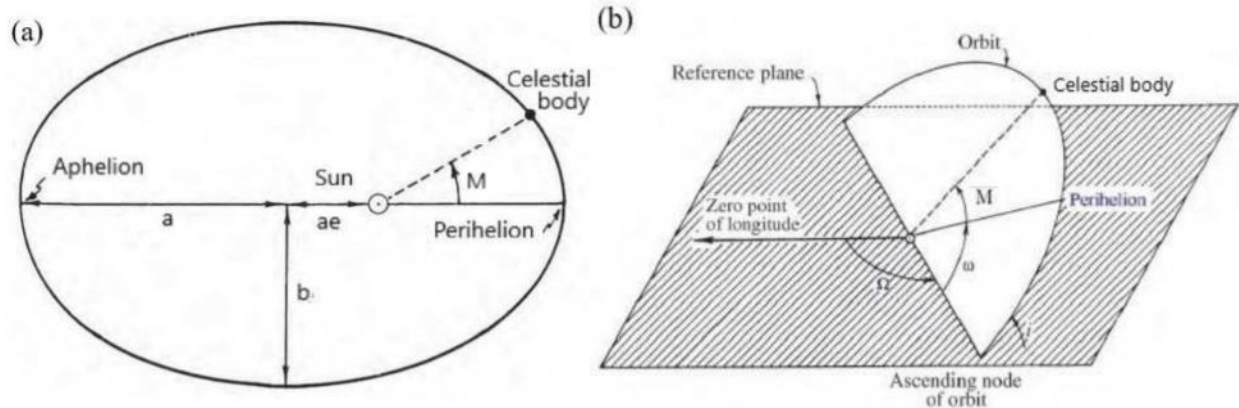 (a)
Celestial
body
Aphelion
Sun
M
a
ae
Perihelion
b
(b)
Orbit
Reference plane
Celestial body
M
Perihelion
Zero point
of longitude
Ω
ω
i
Ascending node
of orbit